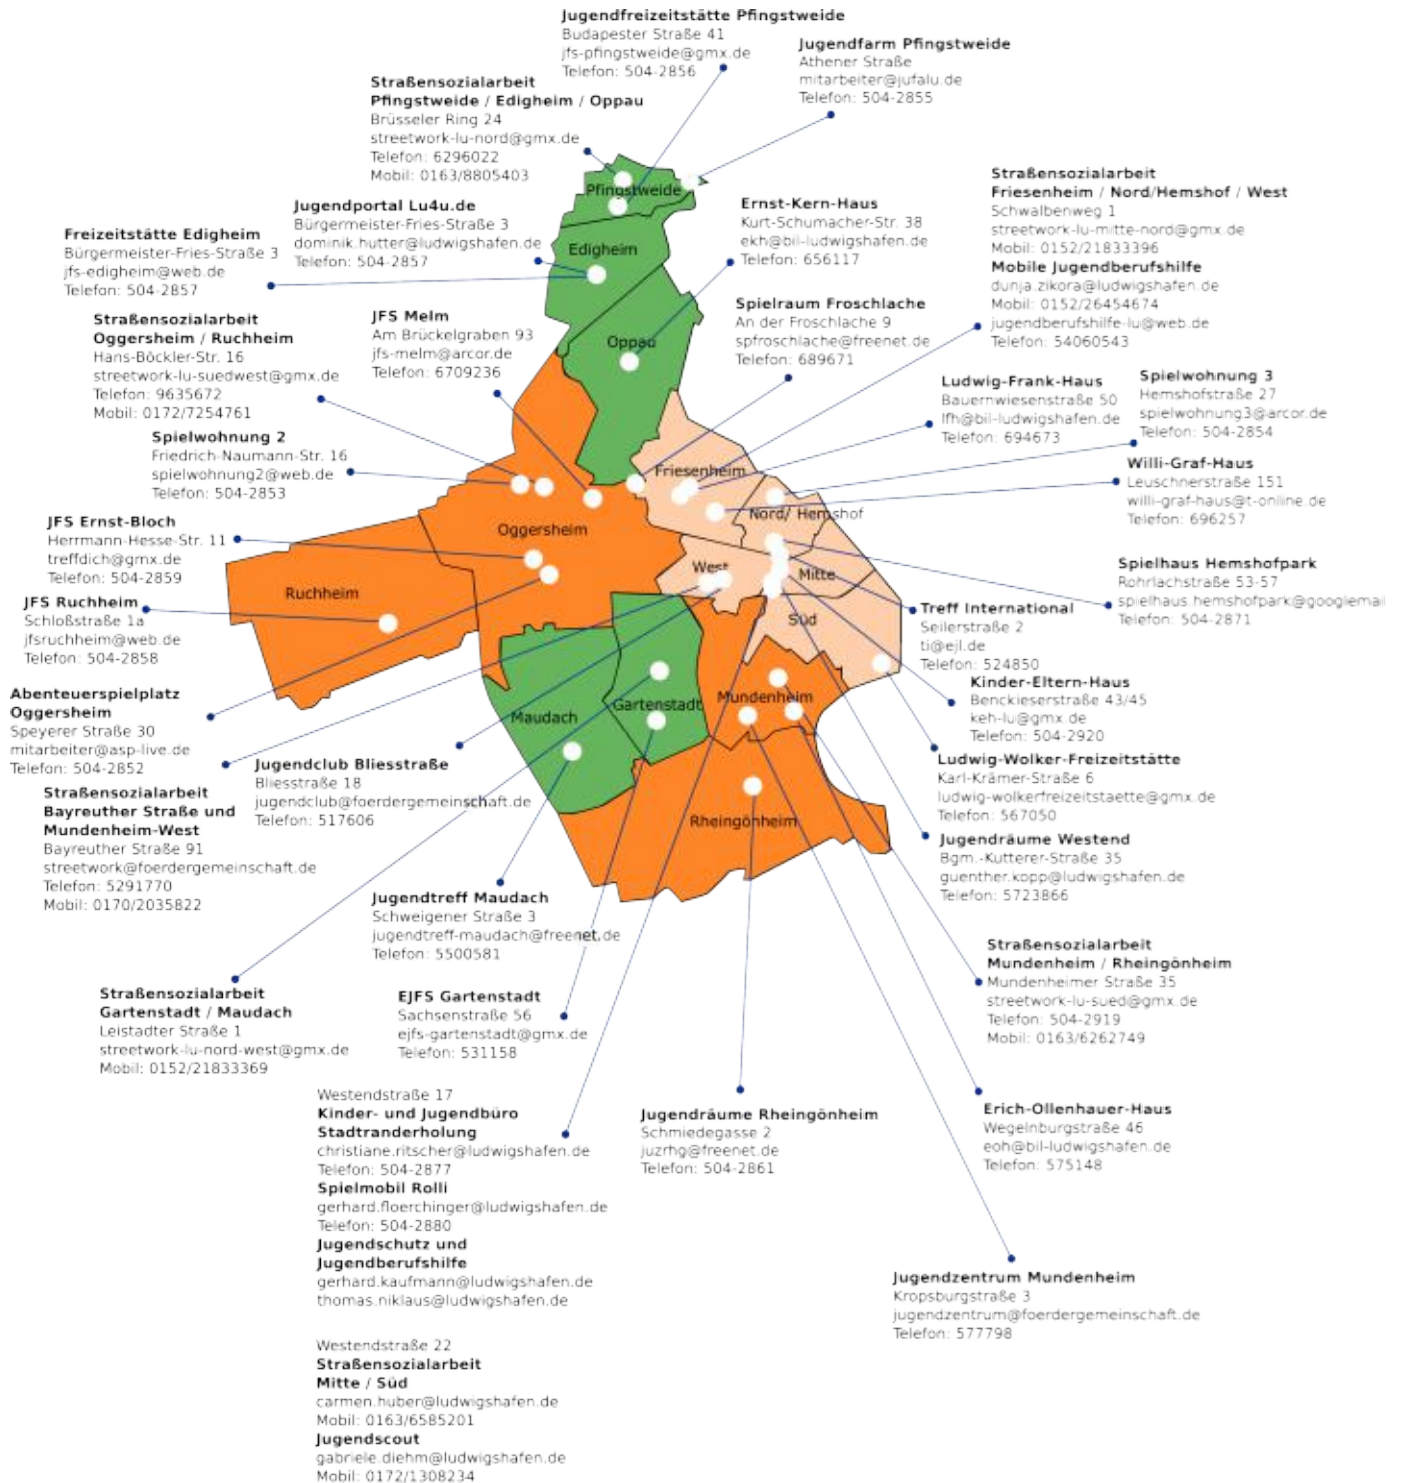 Jugendfreizeitstätte Pfingstweide
Budapester Straße 41
jfs-pfingstweide@gmx.de
Telefon: 504-2856
Jugendfarm Pfingstweide
Athener Straße
mitarbeiter@jufalu.de
Telefon: 504-2855
Straßensozialarbeit
Pfingstweide / Edigheim / Oppau
Brüsseler Ring 24
streetwork-lu-nord@gmx.de
Telefon: 6296022
Mobil: 0163/8805403
Jugendportal Lu4u.de
Bürgermeister-Fries-Straße 3
dominik.hutter@ludwigshafen.de
Telefon: 504-2857
Freizeitstätte Edigheim
Bürgermeister-Fries-Straße 3
jfs-edigheim@web.de
Telefon: 504-2857
Ernst-Kern-Haus
Kurt-Schumacher-Str. 38
ekh@bil-ludwigshafen.de
Telefon: 656117
Straßensozialarbeit
Friesenheim / Nord/Hemshof / West
Schwalbenweg 1
streetwork-lu-mitte-nord@gmx.de
Mobil: 0152/21833396
Mobile Jugendberufshilfe
dunja.zikora@ludwigshafen.de
Mobil: 0152/26454674
jugendberufshilfe-lu@web.de
Telefon: 54060543
Straßensozialarbeit
Oggersheim / Ruchheim
Hans-Böckler-Str. 16
streetwork-lu-suedwest@gmx.de
Telefon: 9635672
Mobil: 0172/7254761
JFS Melm
Am Brückelgraben 93
jfs-melm@arcor.de
Telefon: 6709236
Spielraum Froschlache
An der Froschlache 9
spfroschlache@freenet.de
Telefon: 689671
Ludwig-Frank-Haus
Bauernwiesenstraße 50
lfh@bil-ludwigshafen.de
Telefon: 694673
Spielwohnung 3
Hemshofstraße 27
spielwohnung3@arcor.de
Telefon: 504-2854
Spielwohnung 2
Friedrich-Naumann-Str. 16
spielwohnung2@web.de
Telefon: 504-2853
Willi-Graf-Haus
Leuschnerstraße 151
willi-graf-haus@t-online.de
Telefon: 696257
JFS Ernst-Bloch
Herrmann-Hesse-Str. 11
treffdich@gmx.de
Telefon: 504-2859
Spielhaus Hemshofpark
Rohrlachstraße 53-57
spielhaus.hemshofpark@googlemail
Telefon: 504-2871
JFS Ruchheim
Schloßstraße 1a
jfsruchheim@web.de
Telefon: 504-2858
Treff International
Seilerstraße 2
ti@ejl.de
Telefon: 524850
Kinder-Eltern-Haus
Benckieserstraße 43/45
keh-lu@gmx.de
Telefon: 504-2920
Abenteuerspielplatz
Oggersheim
Speyerer Straße 30
mitarbeiter@asp-live.de
Telefon: 504-2852
Jugendclub Bliesstraße
Bliesstraße 18
jugendclub@foerdergemeinschaft.de
Telefon: 517606
Ludwig-Wolker-Freizeitstätte
Karl-Krämer-Straße 6
ludwig-wolkerfreizeitstaette@gmx.de
Telefon: 567050
Straßensozialarbeit
Bayreuther Straße und
Mundenheim-West
Bayreuther Straße 91
streetwork@foerdergemeinschaft.de
Telefon: 5291770
Mobil: 0170/2035822
Jugendräume Westend
Bgm.-Kutterer-Straße 35
guenther.kopp@ludwigshafen.de
Telefon: 5723866
Jugendtreff Maudach
Schweigener Straße 3
jugendtreff-maudach@freenet.de
Telefon: 5500581
Straßensozialarbeit
Mundenheim / Rheingönheim
Mundenheimer Straße 35
streetwork-lu-sued@gmx.de
Telefon: 504-2919
Mobil: 0163/6262749
Straßensozialarbeit
Gartenstadt / Maudach
Leistadter Straße 1
streetwork-lu-nord-west@gmx.de
Mobil: 0152/21833369
EJFS Gartenstadt
Sachsenstraße 56
ejfs-gartenstadt@gmx.de
Telefon: 531158
Westendstraße 17
Kinder- und Jugendbüro
Stadtranderholung
christiane.ritscher@ludwigshafen.de
Telefon: 504-2877
Spielmobil Rolli
gerhard.floerchinger@ludwigshafen.de
Telefon: 504-2880
Jugendschutz und
Jugendberufshilfe
gerhard.kaufmann@ludwigshafen.de
thomas.niklaus@ludwigshafen.de
Jugendräume Rheingönheim
Schmiedegasse 2
juzrhg@freenet.de
Telefon: 504-2861
Erich-Ollenhauer-Haus
Wegelnburgstraße 46
eoh@bil-ludwigshafen.de
Telefon: 575148
Jugendzentrum Mundenheim
Kropsburgstraße 3
jugendzentrum@foerdergemeinschaft.de
Telefon: 577798
Westendstraße 22
Straßensozialarbeit
Mitte / Süd
carmen.huber@ludwigshafen.de
Mobil: 0163/6585201
Jugendscout
gabriele.diehm@ludwigshafen.de
Mobil: 0172/1308234
Pfingstweide
Edigheim
Oppau
Friesenheim
Nord/ Hemshof
Oggersheim
West
Mitte
Ruchheim
Süd
Mundenheim
Gartenstadt
Maudach
Rheingönheim